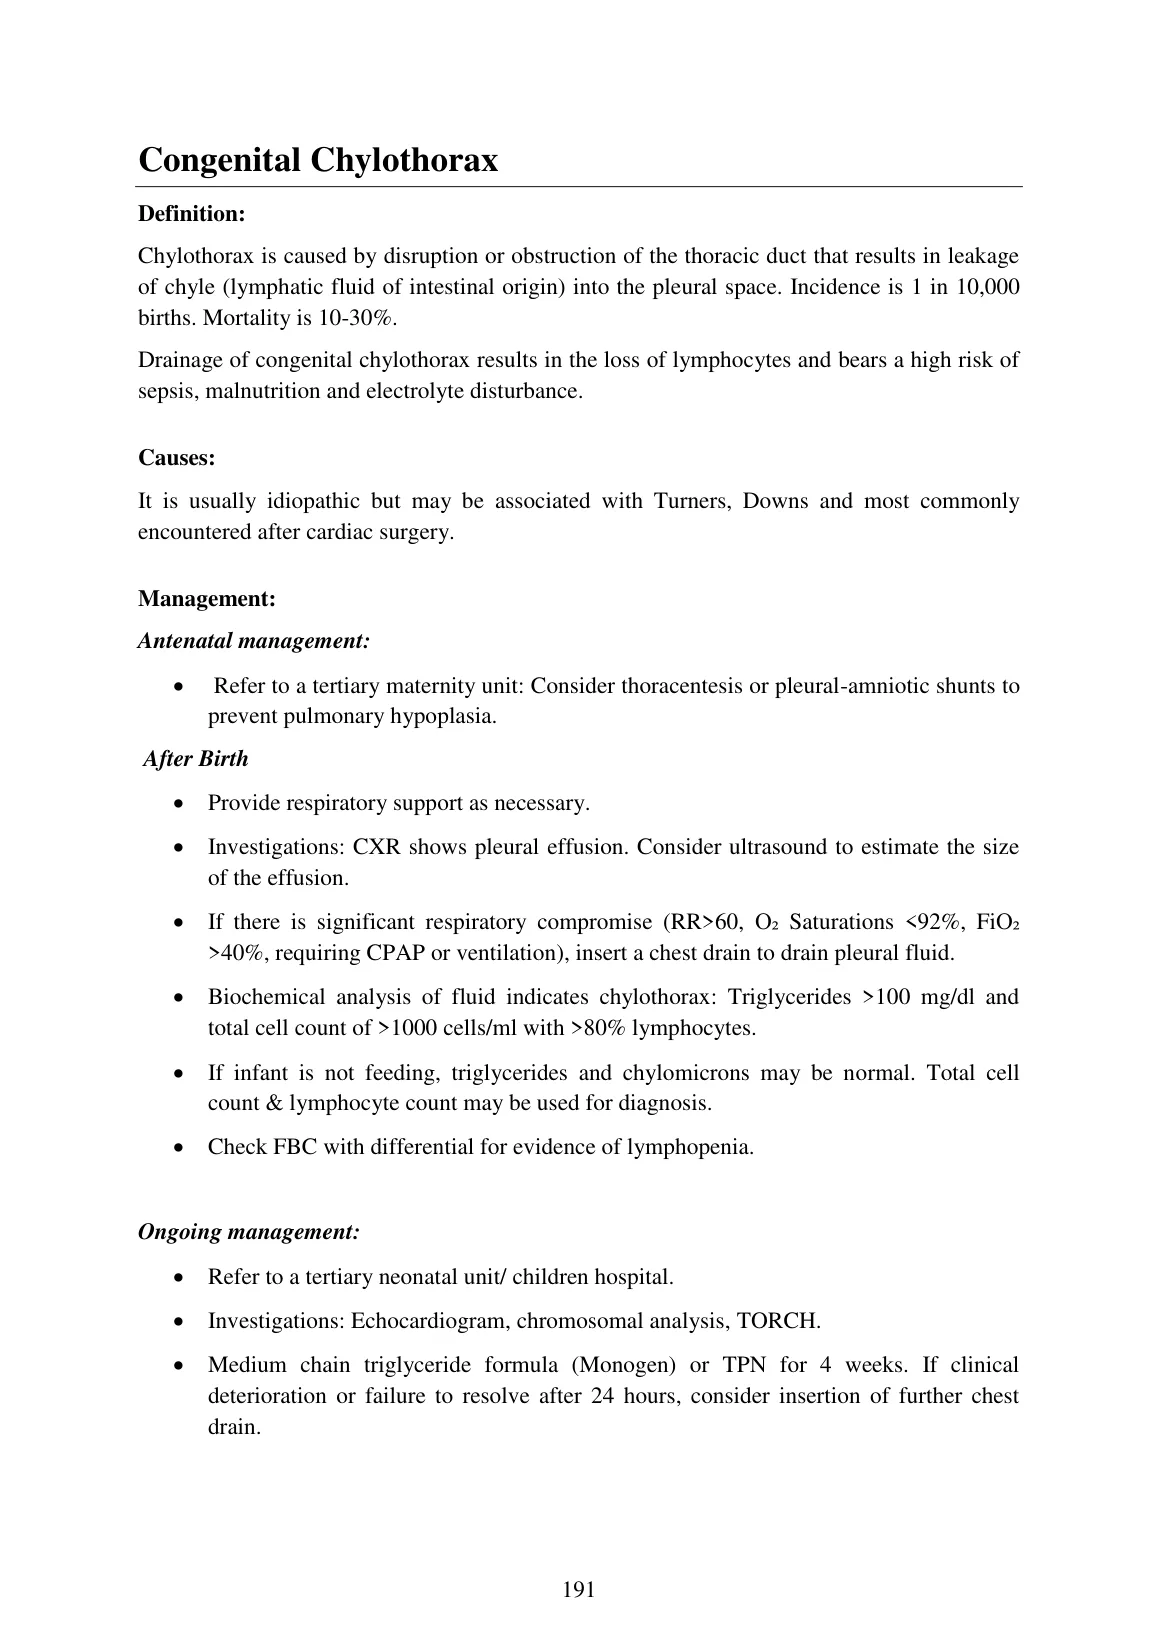 Congenital Chylothorax
Definition:
Chylothorax is caused by disruption or obstruction of the thoracic duct that results in leakage
of chyle (lymphatic fluid of intestinal origin) into the pleural space. Incidence is 1 in 10,000
births. Mortality is 10-30%.
Drainage of congenital chylothorax results in the loss of lymphocytes and bears a high risk of
sepsis, malnutrition and electrolyte disturbance.
Causes:
It is usually idiopathic but may be associated with Turners, Downs and most commonly
encountered after cardiac surgery.
Management:
Antenatal management:
• Refer to a tertiary maternity unit: Consider thoracentesis or pleural-amniotic shunts to
prevent pulmonary hypoplasia.
After Birth
• Provide respiratory support as necessary.
• Investigations: CXR shows pleural effusion. Consider ultrasound to estimate the size
of the effusion.
• If there is significant respiratory compromise (RR>60, O₂ Saturations <92%, FiO₂
>40%, requiring CPAP or ventilation), insert a chest drain to drain pleural fluid.
• Biochemical analysis of fluid indicates chylothorax: Triglycerides >100 mg/dl and
total cell count of >1000 cells/ml with >80% lymphocytes.
• If infant is not feeding, triglycerides and chylomicrons may be normal. Total cell
count & lymphocyte count may be used for diagnosis.
• Check FBC with differential for evidence of lymphopenia.
Ongoing management:
• Refer to a tertiary neonatal unit/ children hospital.
• Investigations: Echocardiogram, chromosomal analysis, TORCH.
• Medium chain triglyceride formula (Monogen) or TPN for 4 weeks. If clinical
deterioration or failure to resolve after 24 hours, consider insertion of further chest
drain.
191